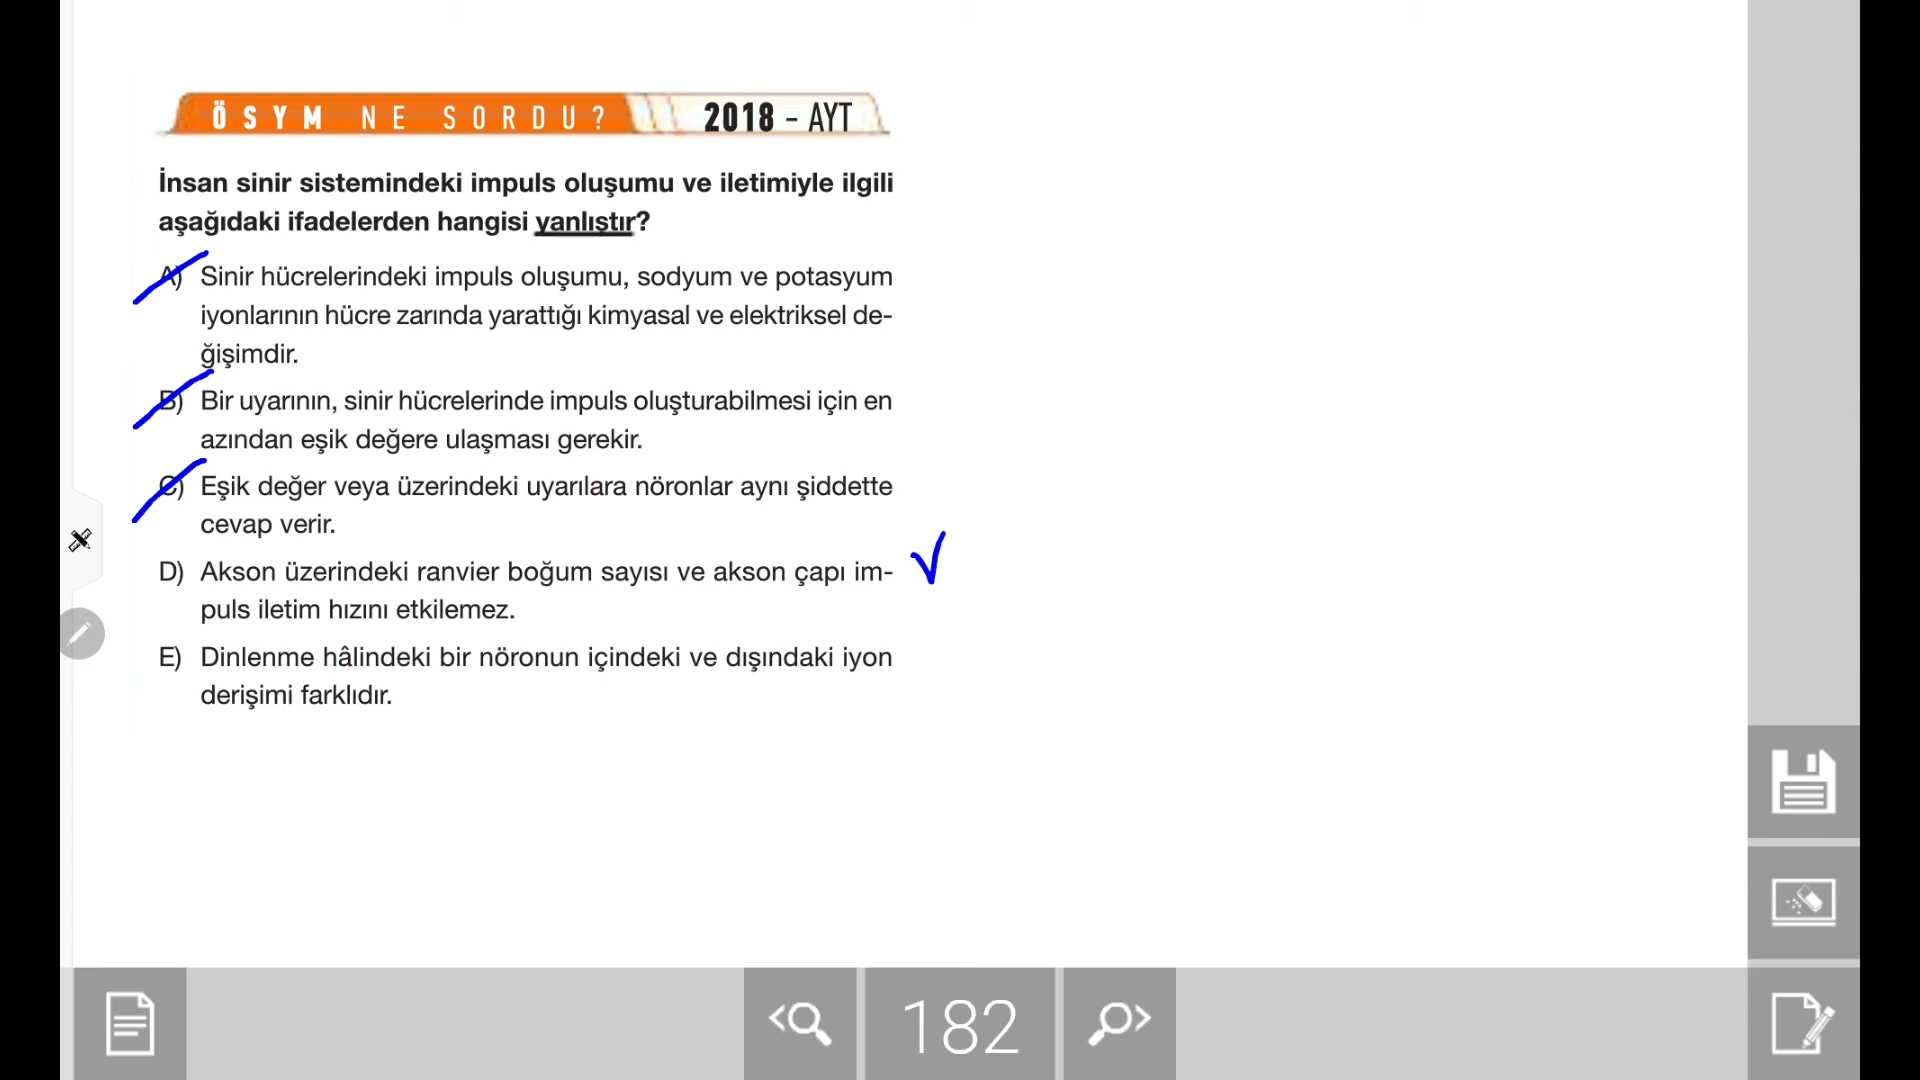 ÖSYM NE SORDU? 2018 - AYT
İnsan sinir sistemindeki impuls oluşumu ve iletimiyle ilgili
aşağıdaki ifadelerden hangisi yanlıştır?
A) Sinir hücrelerindeki impuls oluşumu, sodyum ve potasyum
iyonlarının hücre zarında yarattığı kimyasal ve elektriksel de-
ğişimdir.
B) Bir uyarının, sinir hücrelerinde impuls oluşturabilmesi için en
azından eşik değere ulaşması gerekir.
C) Eşik değer veya üzerindeki uyarılara nöronlar aynı şiddette
cevap verir.
D) Akson üzerindeki ranvier boğum sayısı ve akson çapı im-
puls iletim hızını etkilemez.
E) Dinlenme hâlindeki bir nöronun içindeki ve dışındaki iyon
derişimi farklıdır.
182